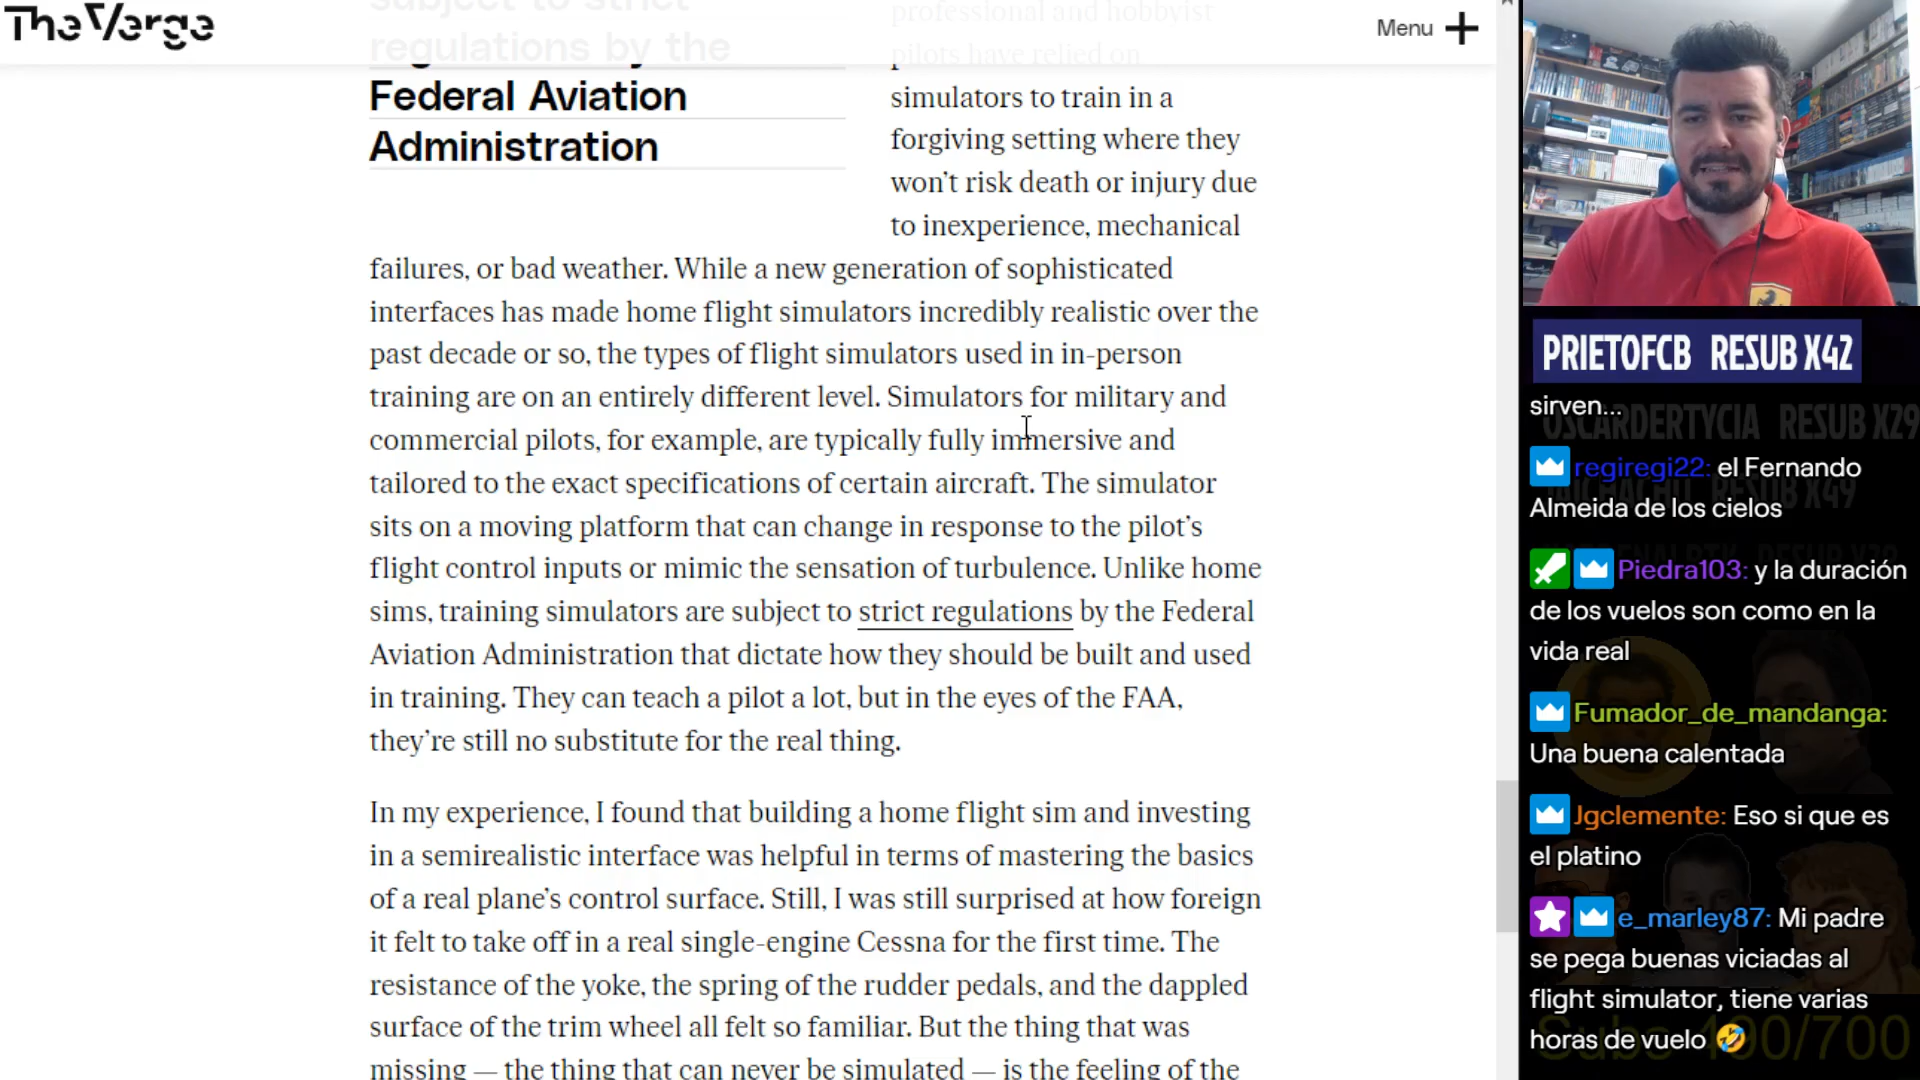 The Verge
Menu
subject to strict
regulations by the
Federal Aviation
Administration
professional and hobbyist
pilots have relied on
simulators to train in a
forgiving setting where they
won’t risk death or injury due
to inexperience, mechanical
failures, or bad weather. While a new generation of sophisticated
interfaces has made home flight simulators incredibly realistic over the
past decade or so, the types of flight simulators used in in-person
training are on an entirely different level. Simulators for military and
commercial pilots, for example, are typically fully immersive and
tailored to the exact specifications of certain aircraft. The simulator
sits on a moving platform that can change in response to the pilot’s
flight control inputs or mimic the sensation of turbulence. Unlike home
sims, training simulators are subject to strict regulations by the Federal
Aviation Administration that dictate how they should be built and used
in training. They can teach a pilot a lot, but in the eyes of the FAA,
they’re still no substitute for the real thing.
In my experience, I found that building a home flight sim and investing
in a semirealistic interface was helpful in terms of mastering the basics
of a real plane’s control surface. Still, I was still surprised at how foreign
it felt to take off in a real single-engine Cessna for the first time. The
resistance of the yoke, the spring of the rudder pedals, and the dappled
surface of the trim wheel all felt so familiar. But the thing that was
missing — the thing that can never be simulated — is the feeling of the
PRIETOFCB RESUB X42
sirven...
OSCARDERTYCIA RESUB X29
regiregi22: el Fernando
Almeida de los cielos
Piedra103: y la duración
de los vuelos son como en la
vida real
Fumador_de_mandanga:
Una buena calentada
Jgclemente: Eso si que es
el platino
e_marley87: Mi padre
se pega buenas viciadas al
flight simulator, tiene varias
horas de vuelo 🤣
Subs 490/700